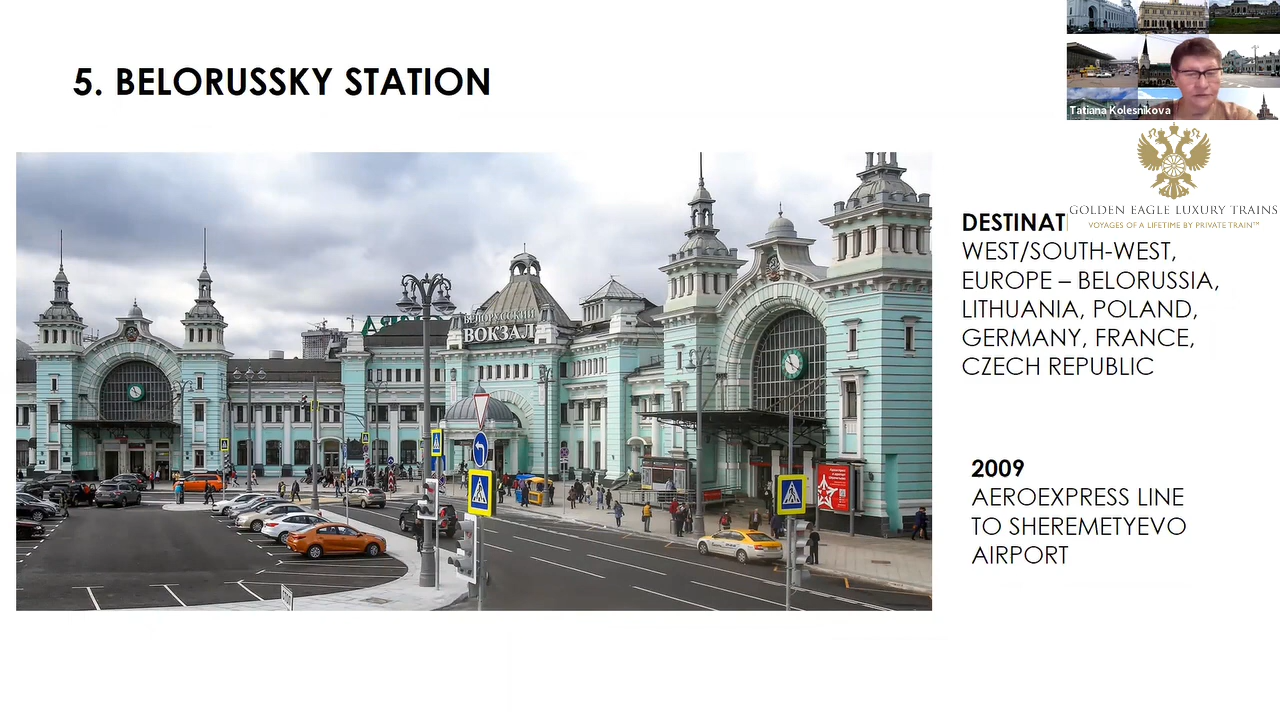 5. BELORUSSKY STATION
Tatiana Kolesnikova
GOLDEN EAGLE LUXURY TRAINS
VOYAGES OF A LIFETIME BY PRIVATE TRAIN™
DESTINAT
WEST/SOUTH-WEST,
EUROPE – BELORUSSIA,
LITHUANIA, POLAND,
GERMANY, FRANCE,
CZECH REPUBLIC
БЕЛОРУССКИЙ
ВОКЗАЛ
2009
AEROEXPRESS LINE
TO SHEREMETYEVO
AIRPORT